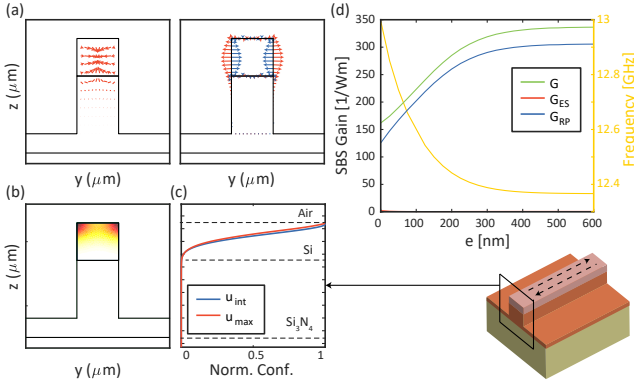 (a)
z (μm)
y (μm)
y (μm)
(b)
z (μm)
y (μm)
(c)
Air
Si
Si₃N₄
u_int
u_max
0
0.5
1
Norm. Conf.
(d)
SBS Gain [1/Wm]
350
300
250
200
150
100
50
0
G
G_ES
G_RP
0 100 200 300 400 500 600
e [nm]
Frequency [GHz]
13
12.8
12.6
12.4